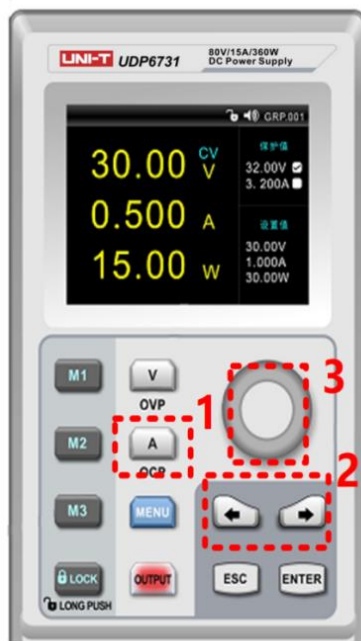 UNI-T UDP6731
80V/15A/360W
DC Power Supply
GRP.001
30.00 CV V
0.500 A
15.00 W
保护值
32.00V
3.200A
设置值
30.00V
1.000A
30.00W
M1
V
OVP
1
3
M2
A
OCP
2
M3
MENU
LOCK
OUTPUT
ESC
ENTER
LONG PUSH